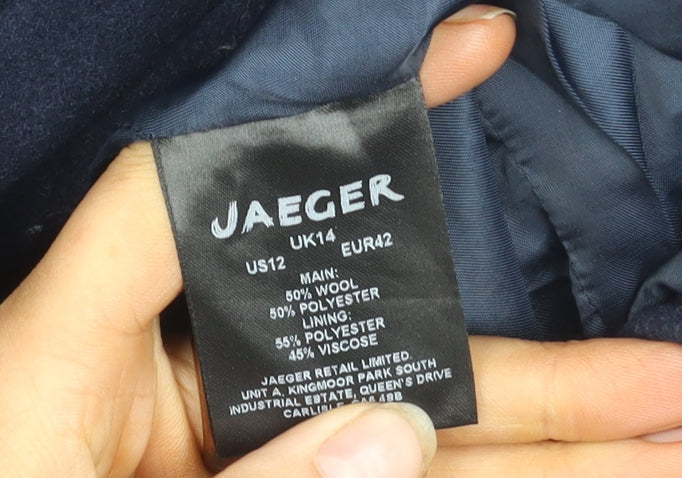 JAEGER
UK14
US12 EUR42
MAIN:
50% WOOL
50% POLYESTER
LINING:
55% POLYESTER
45% VISCOSE
JAEGER RETAIL LIMITED.
UNIT A, KINGMOOR PARK SOUTH
INDUSTRIAL ESTATE, QUEEN'S DRIVE
CARLISLE